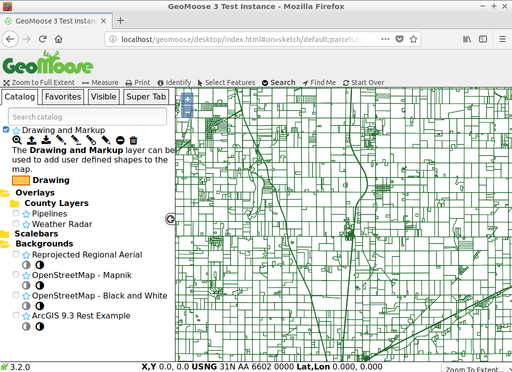 GeoMoose 3 Test Instance - Mozilla Firefox
GeoMoose 3 Test Instanc
localhost/geomoose/desktop/index.html#on=sketch/default;parcels/
GeoMoose
Zoom to Full Extent Measure Print Identify Select Features Search Find Me Start Over
Catalog Favorites Visible Super Tab
Search catalog
Drawing and Markup
The Drawing and Markup layer can be
used to add user defined shapes to the
map.
Drawing
Overlays
County Layers
Pipelines
Weather Radar
Scalebars
Backgrounds
Reprojected Regional Aerial
OpenStreetMap - Mapnik
OpenStreetMap - Black and White
ArcGIS 9.3 Rest Example
3.2.0
X,Y 0.0, 0.0 USNG 31N AA 6602 0000 Lat,Lon 0.000, 0.000
Zoom To Extent...